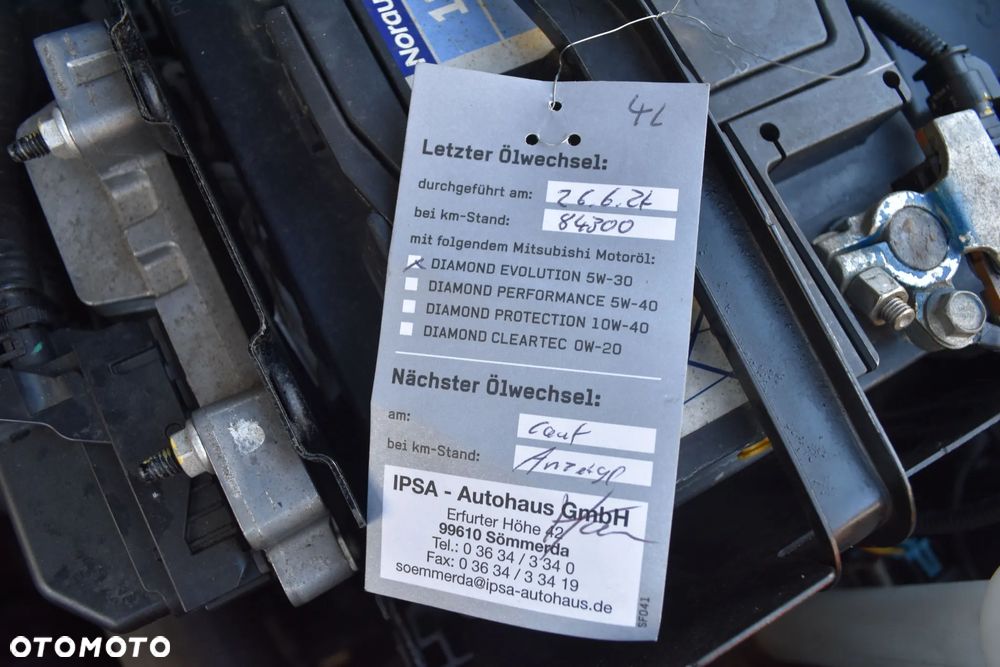 Norau
1
4L
Letzter Ölwechsel:
durchgeführt am: 26.6.2t
bei km-Stand: 84300
mit folgendem Mitsubishi Motoröl:
DIAMOND EVOLUTION 5W-30
DIAMOND PERFORMANCE 5W-40
DIAMOND PROTECTION 10W-40
DIAMOND CLEARTEC 0W-20
Nächster Ölwechsel:
am: laut
bei km-Stand: Anzeige
IPSA - Autohaus GmbH
Erfurter Höhe 42
99610 Sömmerda
Tel.: 0 36 34 / 3 34 0
Fax: 0 36 34 / 3 34 19
soemmerda@ipsa-autohaus.de
SF041
OTOMOTO